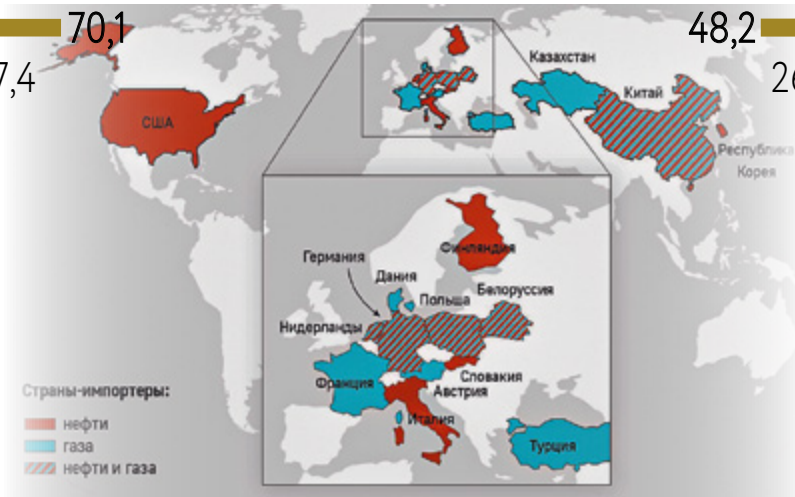 70,1
48,2
7,4
26
Казахстан
Китай
США
Республика
Корея
Финляндия
Германия
Дания
Белоруссия
Польша
Нидерланды
Словакия
Франция
Австрия
Италия
Турция
Страны-импортеры:
нефти
газа
нефти и газа